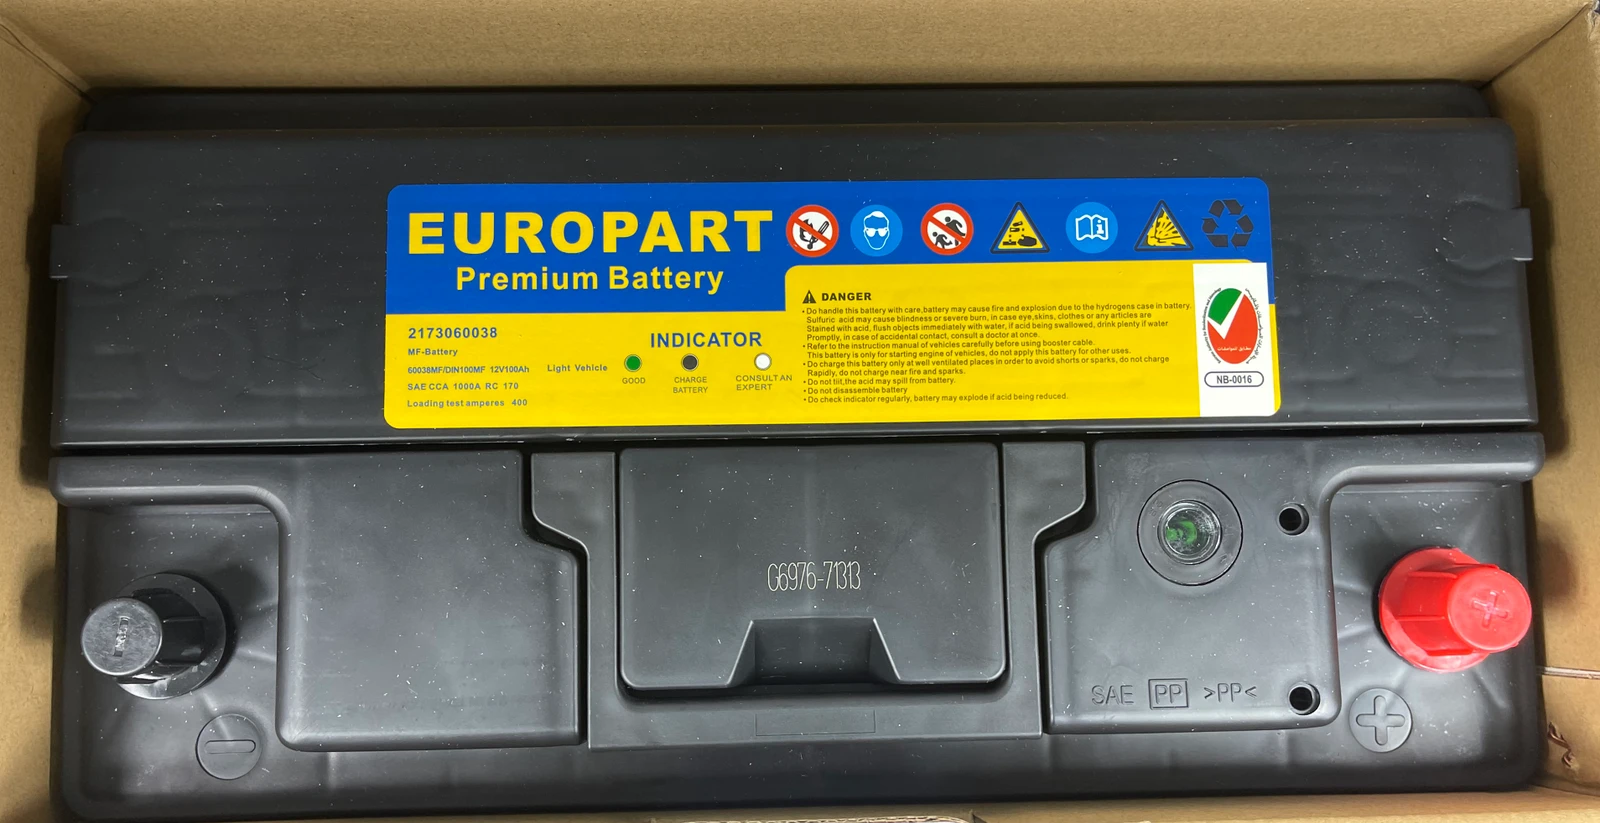 EUROPART
Premium Battery
2173060038
MF-Battery
60038MF/DIN100MF 12V100Ah Light Vehicle
SAE CCA 1000A RC 170
Loading test amperes 400
INDICATOR
GOOD
CHARGE
BATTERY
CONSULT AN
EXPERT
DANGER
• Do handle this battery with care,battery may cause fire and explosion due to the hydrogens case in battery.
Sulfuric acid may cause blindness or severe burn, in case eye,skins, clothes or any articles are
Stained with acid, flush objects immediately with water, if acid being swallowed, drink plenty if water
Promptly, in case of accidental contact, consult a doctor at once.
• Refer to the instruction manual of vehicles carefully before using booster cable.
This battery is only for starting engine of vehicles, do not apply this battery for other uses.
• Do charge this battery only at well ventilated places in order to avoid shorts or sparks, do not charge
Rapidly, do not charge near fire and sparks.
• Do not tiit,the acid may spill from battery.
• Do not disassemble battery
• Do check indicator regularly, battery may explode if acid being reduced.
NB-0016
G6976-71313
SAE PP >PP<